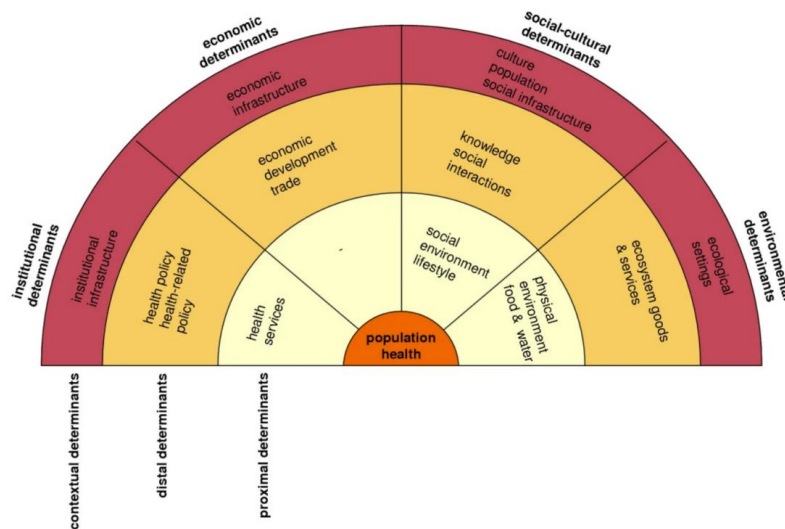 economic
determinants
social-cultural
determinants
institutional
determinants
environmental
determinants
economic
infrastructure
culture
population
social infrastructure
institutional
infrastructure
ecological
settings
economic
development
trade
knowledge
social
interactions
health policy
health-related
policy
ecosystem goods
& services
social
environment
lifestyle
health
services
physical
environment
food & water
population
health
contextual determinants
distal determinants
proximal determinants